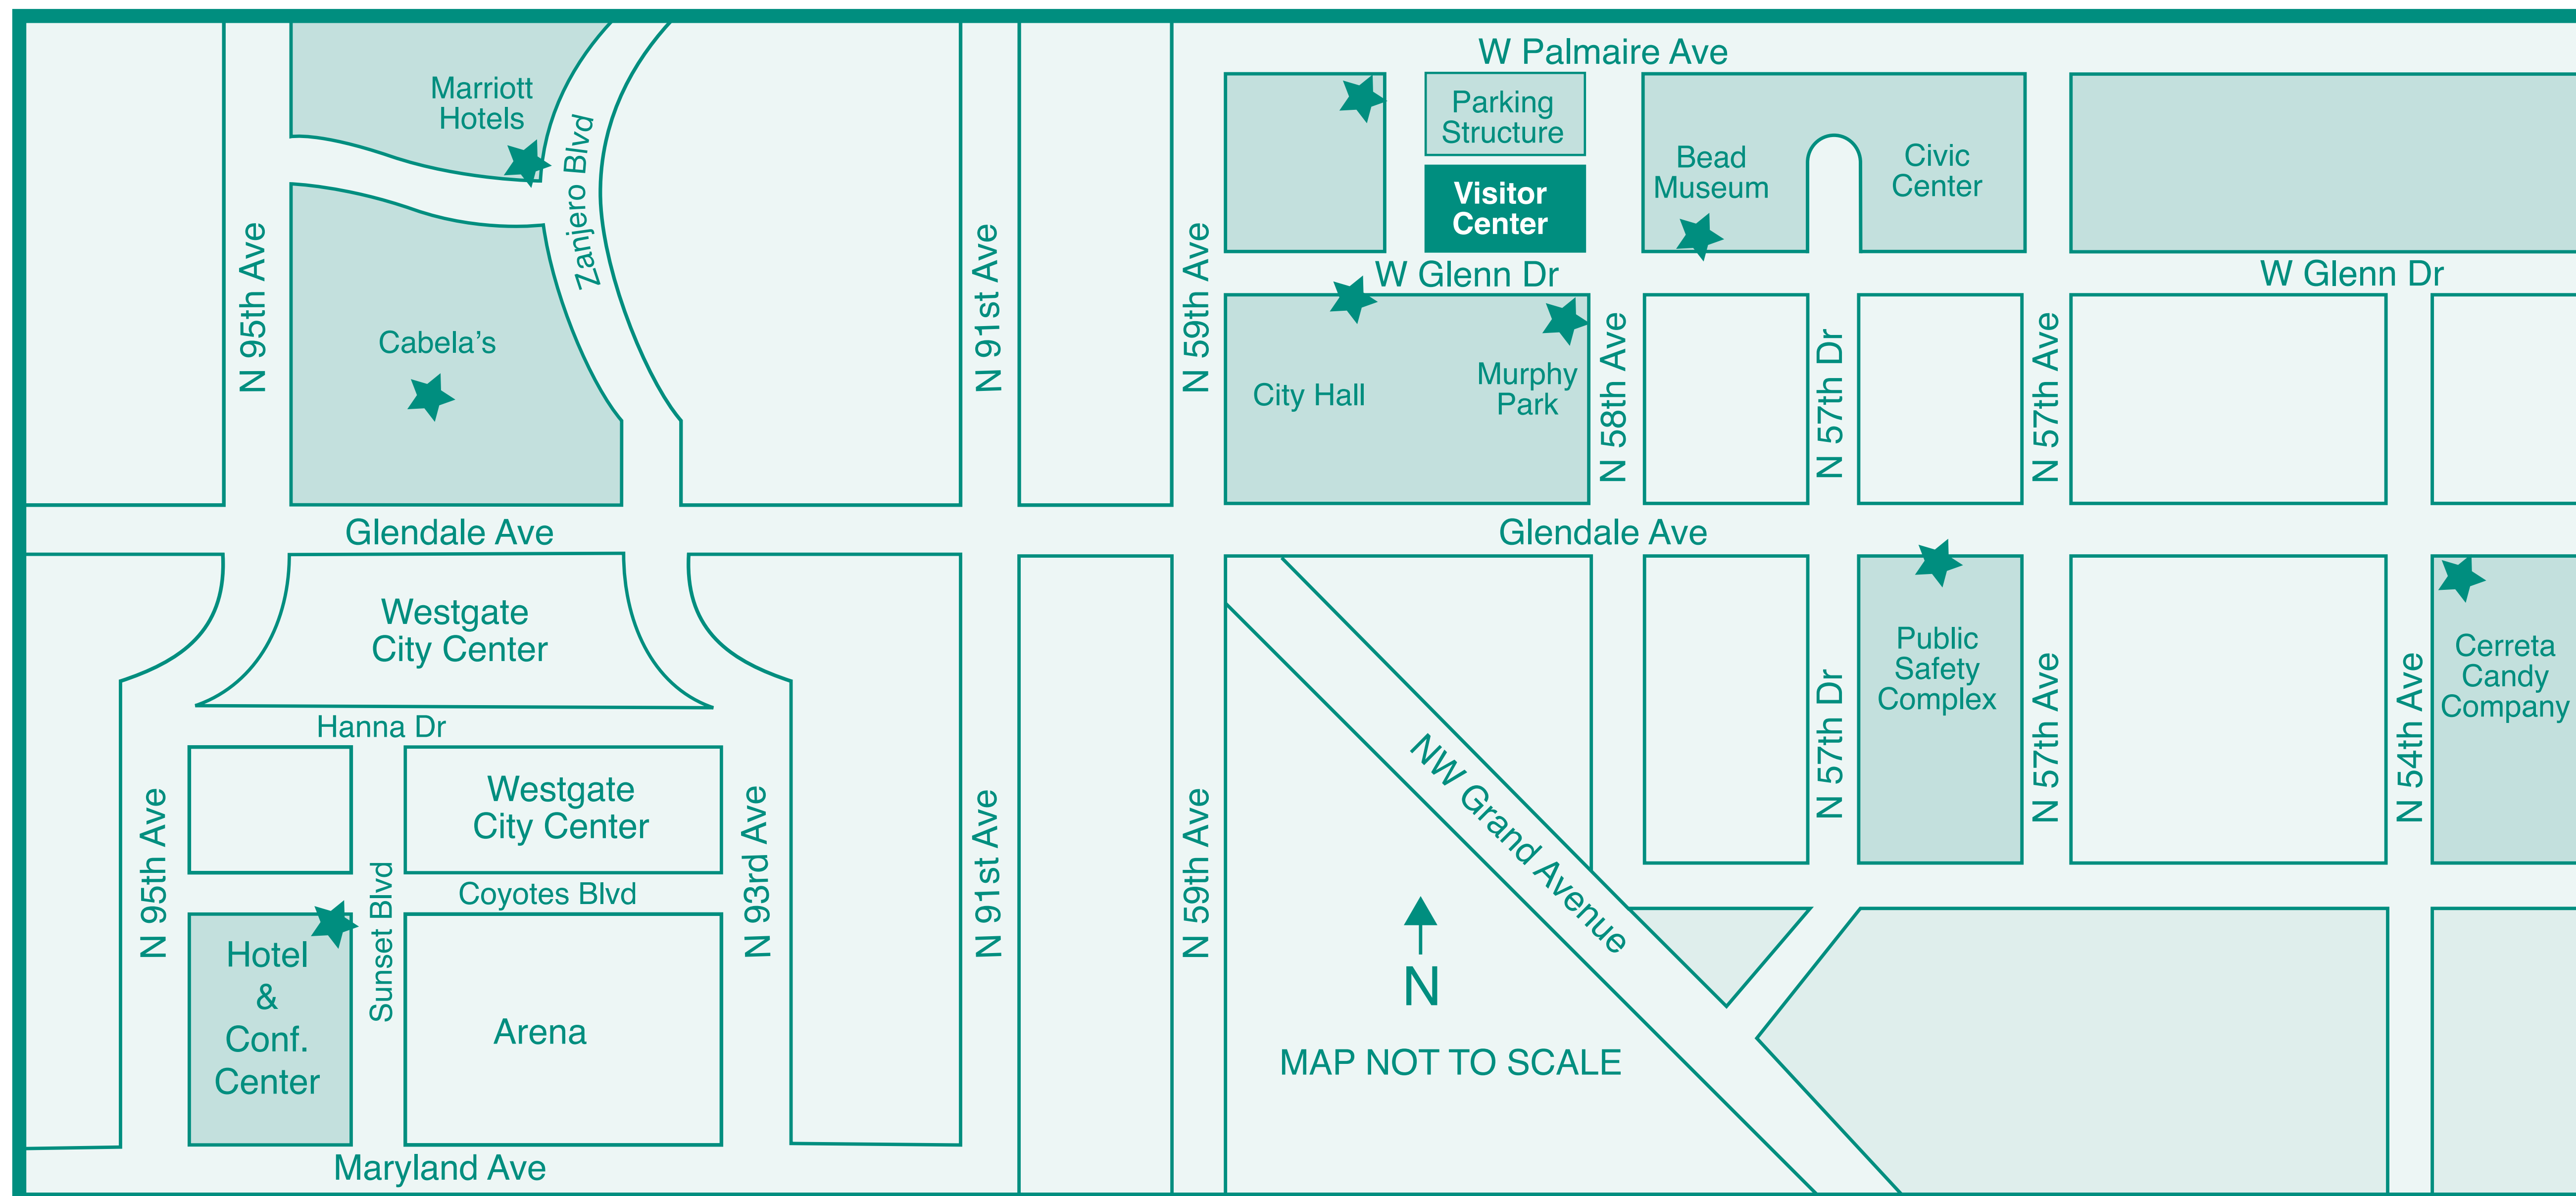 W Palmaire Ave
Marriott
Hotels
Zanjero Blvd
Parking
Structure
Visitor
Center
Bead
Museum
Civic
Center
N 95th Ave
N 91st Ave
N 59th Ave
W Glenn Dr
W Glenn Dr
Cabela's
City Hall
Murphy
Park
N 58th Ave
N 57th Dr
N 57th Ave
Glendale Ave
Glendale Ave
Westgate
City Center
Public
Safety
Complex
Cerreta
Candy
Company
Hanna Dr
Westgate
City Center
N 95th Ave
N 93rd Ave
N 91st Ave
N 59th Ave
NW Grand Avenue
N 57th Dr
N 57th Ave
N 54th Ave
Coyotes Blvd
Sunset Blvd
Hotel
&
Conf.
Center
Arena
N
MAP NOT TO SCALE
Maryland Ave